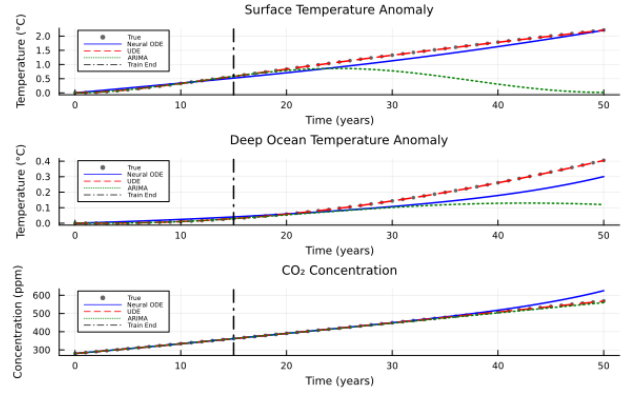 Surface Temperature Anomaly
Temperature (°C)
2.0
1.5
1.0
0.5
0.0
True
Neural ODE
UDE
ARIMA
Train End
0 10 20 30 40 50
Time (years)
Deep Ocean Temperature Anomaly
Temperature (°C)
0.4
0.3
0.2
0.1
0.0
True
Neural ODE
UDE
ARIMA
Train End
0 10 20 30 40 50
Time (years)
CO₂ Concentration
Concentration (ppm)
600
500
400
300
True
Neural ODE
UDE
ARIMA
Train End
0 10 20 30 40 50
Time (years)